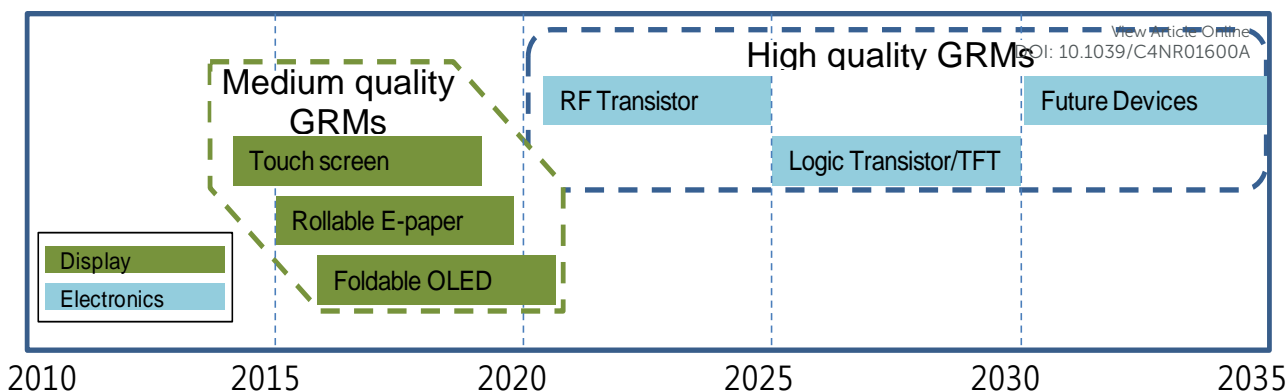 View Article Online
DOI: 10.1039/C4NR01600A
High quality GRMs
Medium quality
GRMs
RF Transistor
Future Devices
Touch screen
Logic Transistor/TFT
Rollable E-paper
Display
Foldable OLED
Electronics
2010 2015 2020 2025 2030 2035